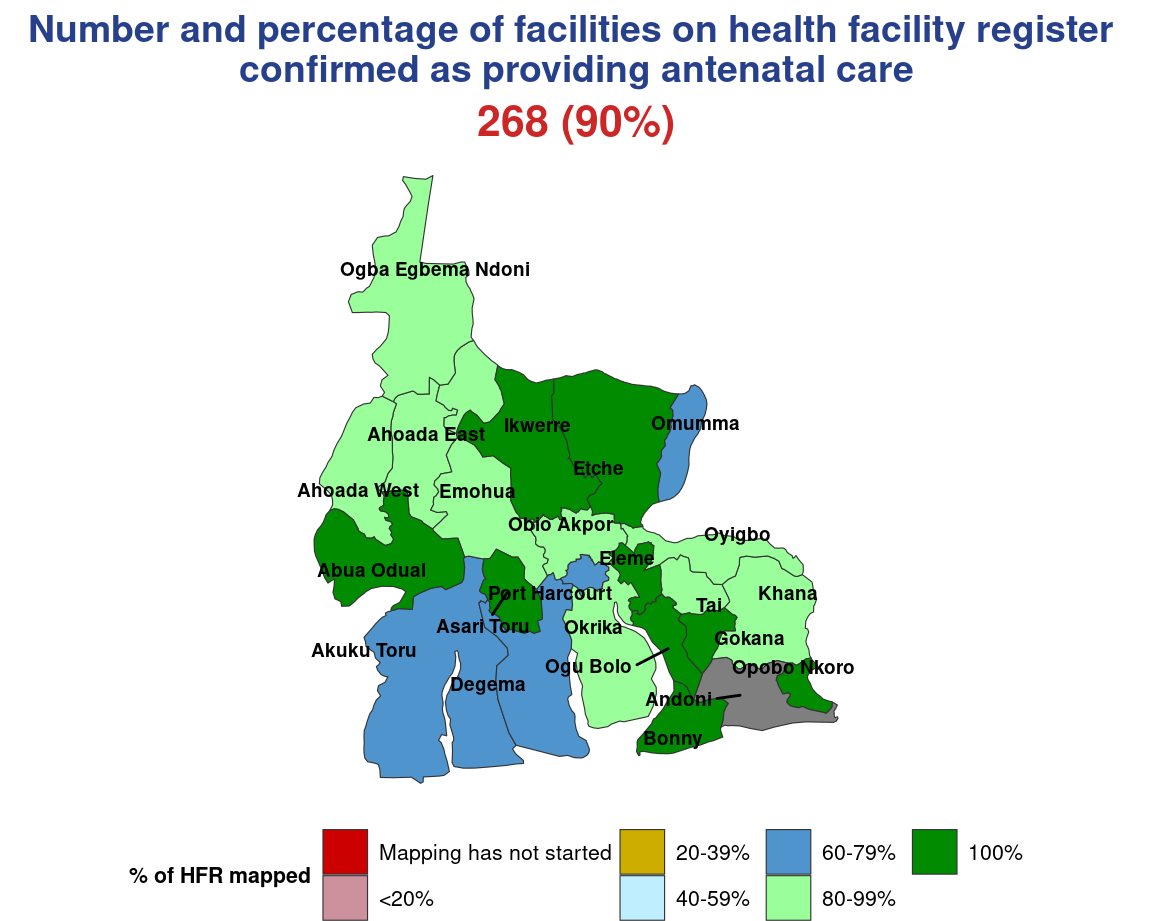 Number and percentage of facilities on health facility register
confirmed as providing antenatal care
268 (90%)
Ogba Egbema Ndoni
Omumma
Ikwerre
Ahoada East
Etche
Ahoada West
Emohua
Obio Akpor
Oyigbo
Eleme
Abua Odual
Port Harcourt
Khana
Tai
Asari Toru
Okrika
Gokana
Akuku Toru
Ogu Bolo
Opobo Nkoro
Degema
Andoni
Bonny
% of HFR mapped
Mapping has not started
<20%
20-39%
40-59%
60-79%
80-99%
100%